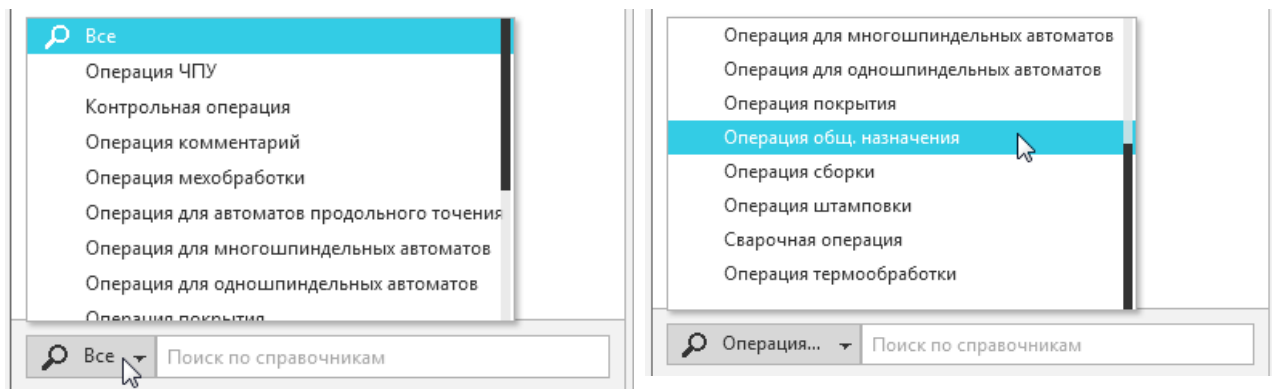 Все
Операция ЧПУ
Контрольная операция
Операция комментарий
Операция мехобработки
Операция для автоматов продольного точения
Операция для многошпиндельных автоматов
Операция для одношпиндельных автоматов
Операция покрытия
Все
Поиск по справочникам
Операция для многошпиндельных автоматов
Операция для одношпиндельных автоматов
Операция покрытия
Операция общ. назначения
Операция сборки
Операция штамповки
Сварочная операция
Операция термообработки
Операция...
Поиск по справочникам